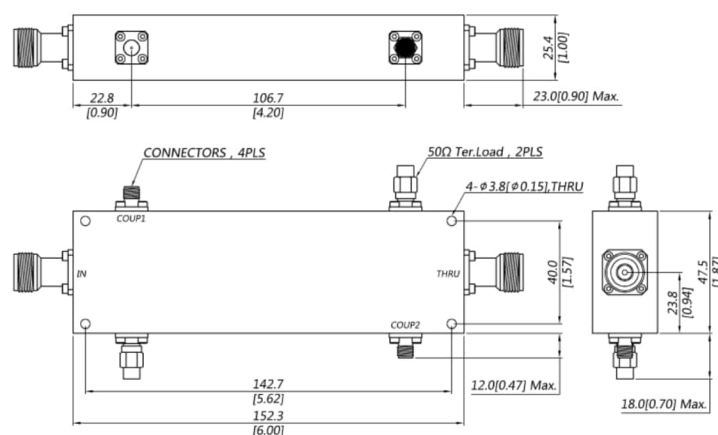 25.4
[1.00]
22.8
[0.90]
106.7
[4.20]
23.0[0.90] Max.
CONNECTORS , 4PLS
50Ω Ter.Load , 2PLS
4-ϕ3.8[ϕ0.15],THRU
COUP1
IN
THRU
COUP2
40.0
[1.57]
47.5
[1.87]
23.8
[0.94]
142.7
[5.62]
12.0[0.47] Max.
152.3
[6.00]
18.0[0.70] Max.